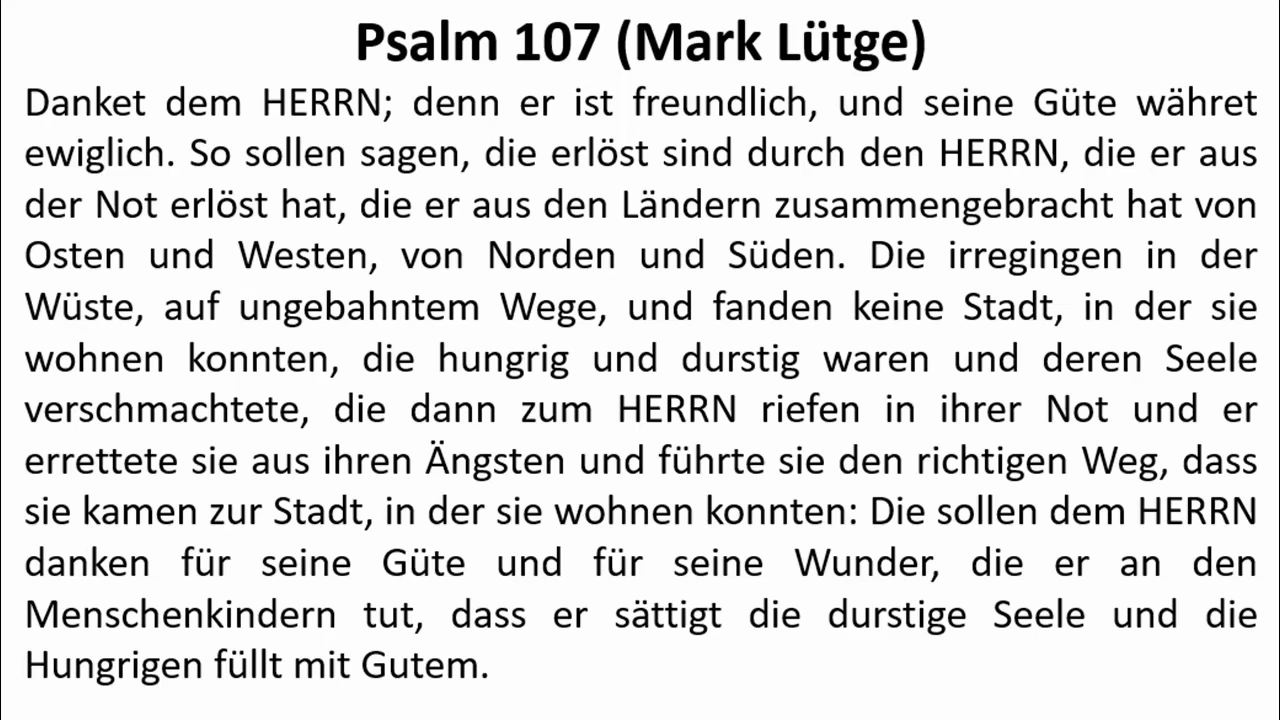 Psalm 107 (Mark Lütge)
Danket dem HERRN; denn er ist freundlich, und seine Güte währet
ewiglich. So sollen sagen, die erlöst sind durch den HERRN, die er aus
der Not erlöst hat, die er aus den Ländern zusammengebracht hat von
Osten und Westen, von Norden und Süden. Die irregingen in der
Wüste, auf ungebahntem Wege, und fanden keine Stadt, in der sie
wohnen konnten, die hungrig und durstig waren und deren Seele
verschmachtete, die dann zum HERRN riefen in ihrer Not und er
errettete sie aus ihren Ängsten und führte sie den richtigen Weg, dass
sie kamen zur Stadt, in der sie wohnen konnten: Die sollen dem HERRN
danken für seine Güte und für seine Wunder, die er an den
Menschenkindern tut, dass er sättigt die durstige Seele und die
Hungrigen füllt mit Gutem.